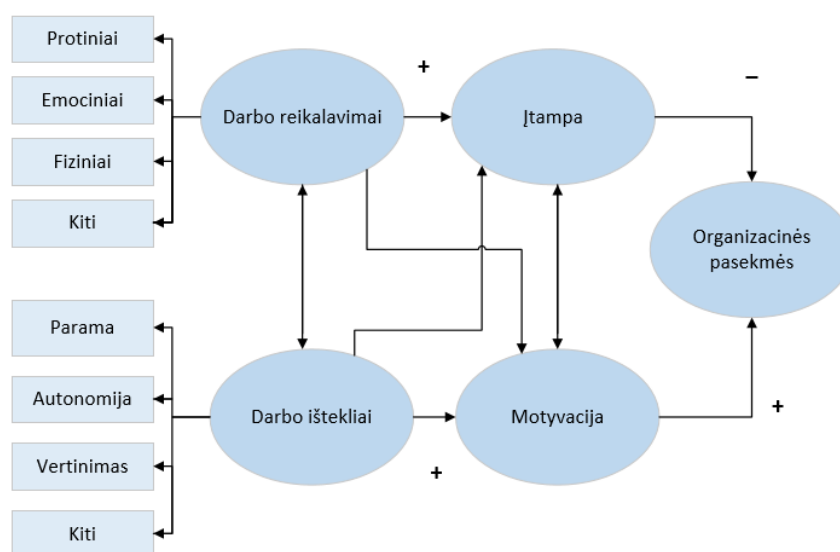 Protiniai
Emociniai
Fiziniai
Kiti
Darbo reikalavimai
+
Įtampa
–
Organizacinės
pasekmės
Parama
Autonomija
Vertinimas
Kiti
Darbo ištekliai
+
Motyvacija
+